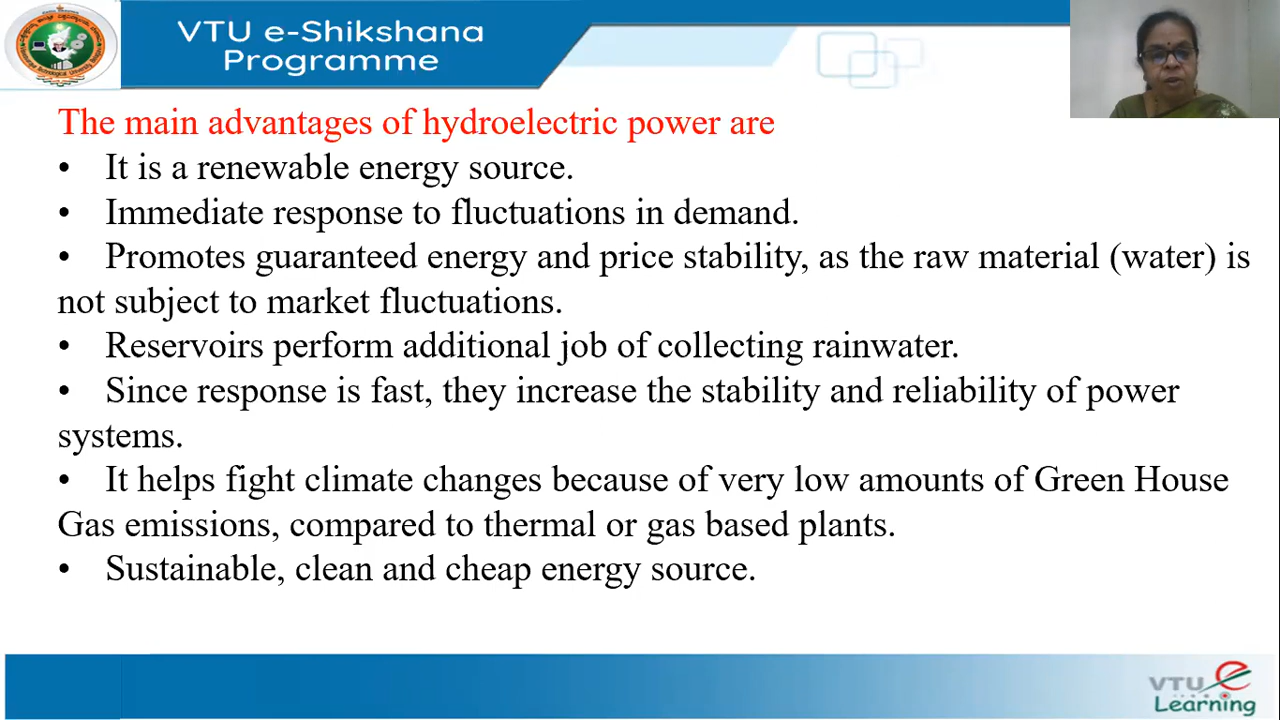 VTU e-Shikshana
Programme
The main advantages of hydroelectric power are
• It is a renewable energy source.
• Immediate response to fluctuations in demand.
• Promotes guaranteed energy and price stability, as the raw material (water) is
not subject to market fluctuations.
• Reservoirs perform additional job of collecting rainwater.
• Since response is fast, they increase the stability and reliability of power
systems.
• It helps fight climate changes because of very low amounts of Green House
Gas emissions, compared to thermal or gas based plants.
• Sustainable, clean and cheap energy source.
VTU e
Learning